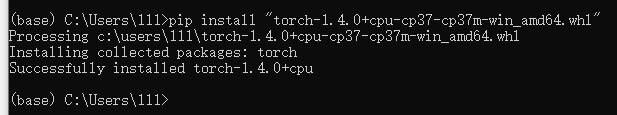 (base) C:\Users\111>pip install "torch-1.4.0+cpu-cp37-cp37m-win_amd64.whl"
Processing c:\users\111\torch-1.4.0+cpu-cp37-cp37m-win_amd64.whl
Installing collected packages: torch
Successfully installed torch-1.4.0+cpu
(base) C:\Users\111>